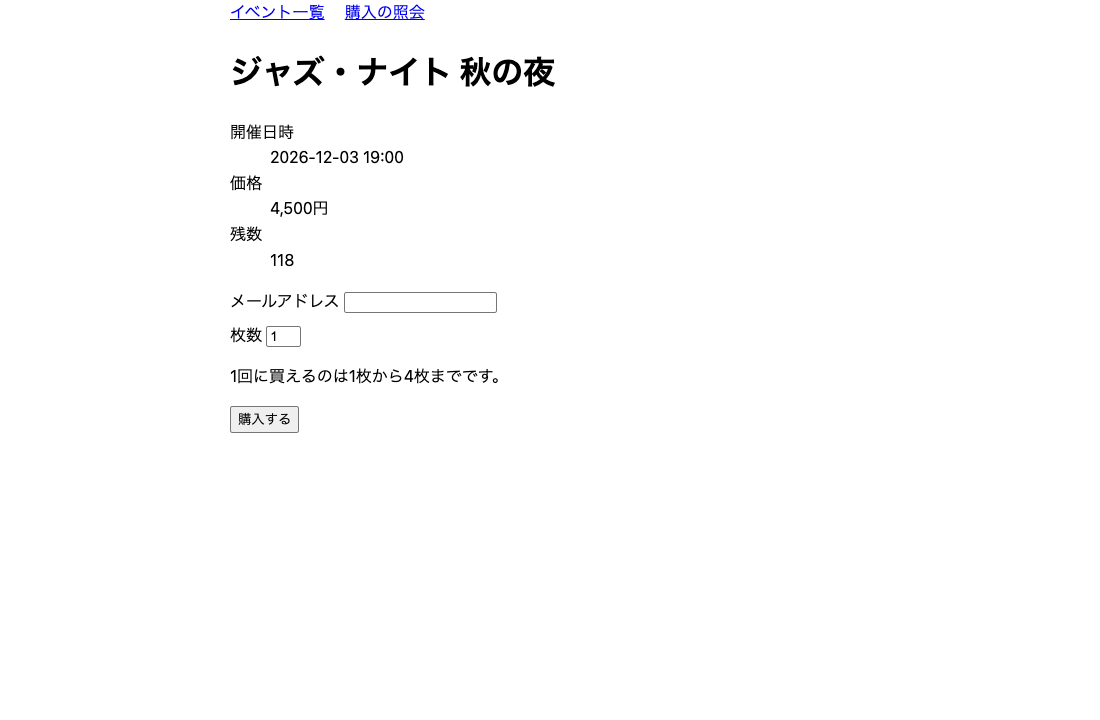 イベント一覧 購入の照会
ジャズ・ナイト 秋の夜
開催日時
2026-12-03 19:00
価格
4,500円
残数
118
メールアドレス
枚数 1
1回に買えるのは1枚から4枚までです。
購入する